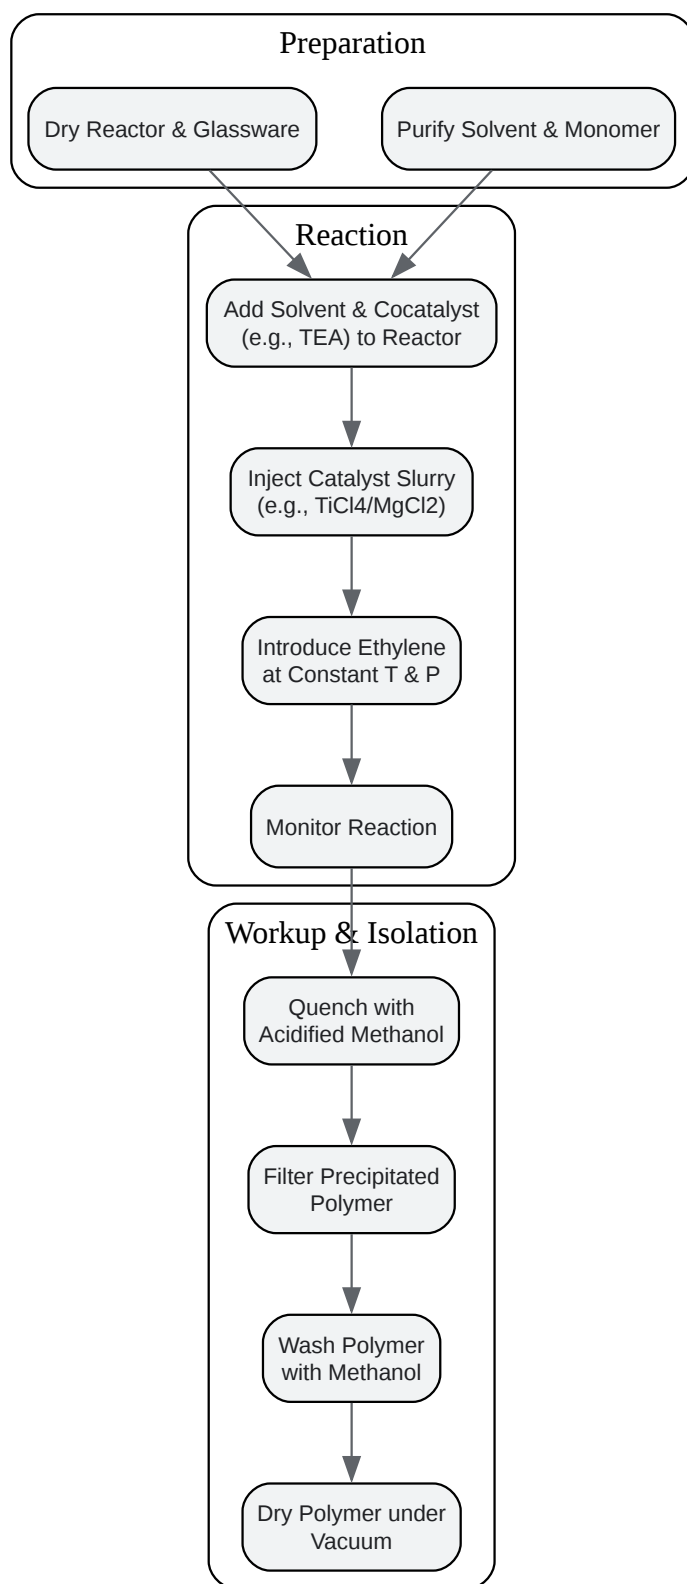 Preparation
Dry Reactor & Glassware
Purify Solvent & Monomer
Reaction
Add Solvent & Cocatalyst
(e.g., TEA) to Reactor
Inject Catalyst Slurry
(e.g., TiCl4/MgCl2)
Introduce Ethylene
at Constant T & P
Monitor Reaction
Workup & Isolation
Quench with
Acidified Methanol
Filter Precipitated
Polymer
Wash Polymer
with Methanol
Dry Polymer under
Vacuum